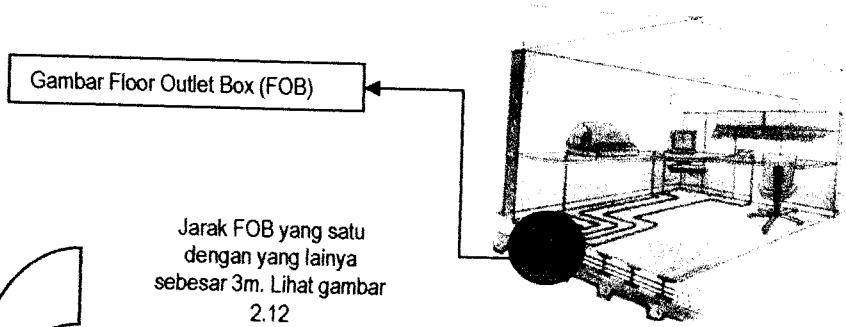 Gambar Floor Outlet Box (FOB)
Jarak FOB yang satu
dengan yang lainya
sebesar 3m. Lihat gambar
2.12